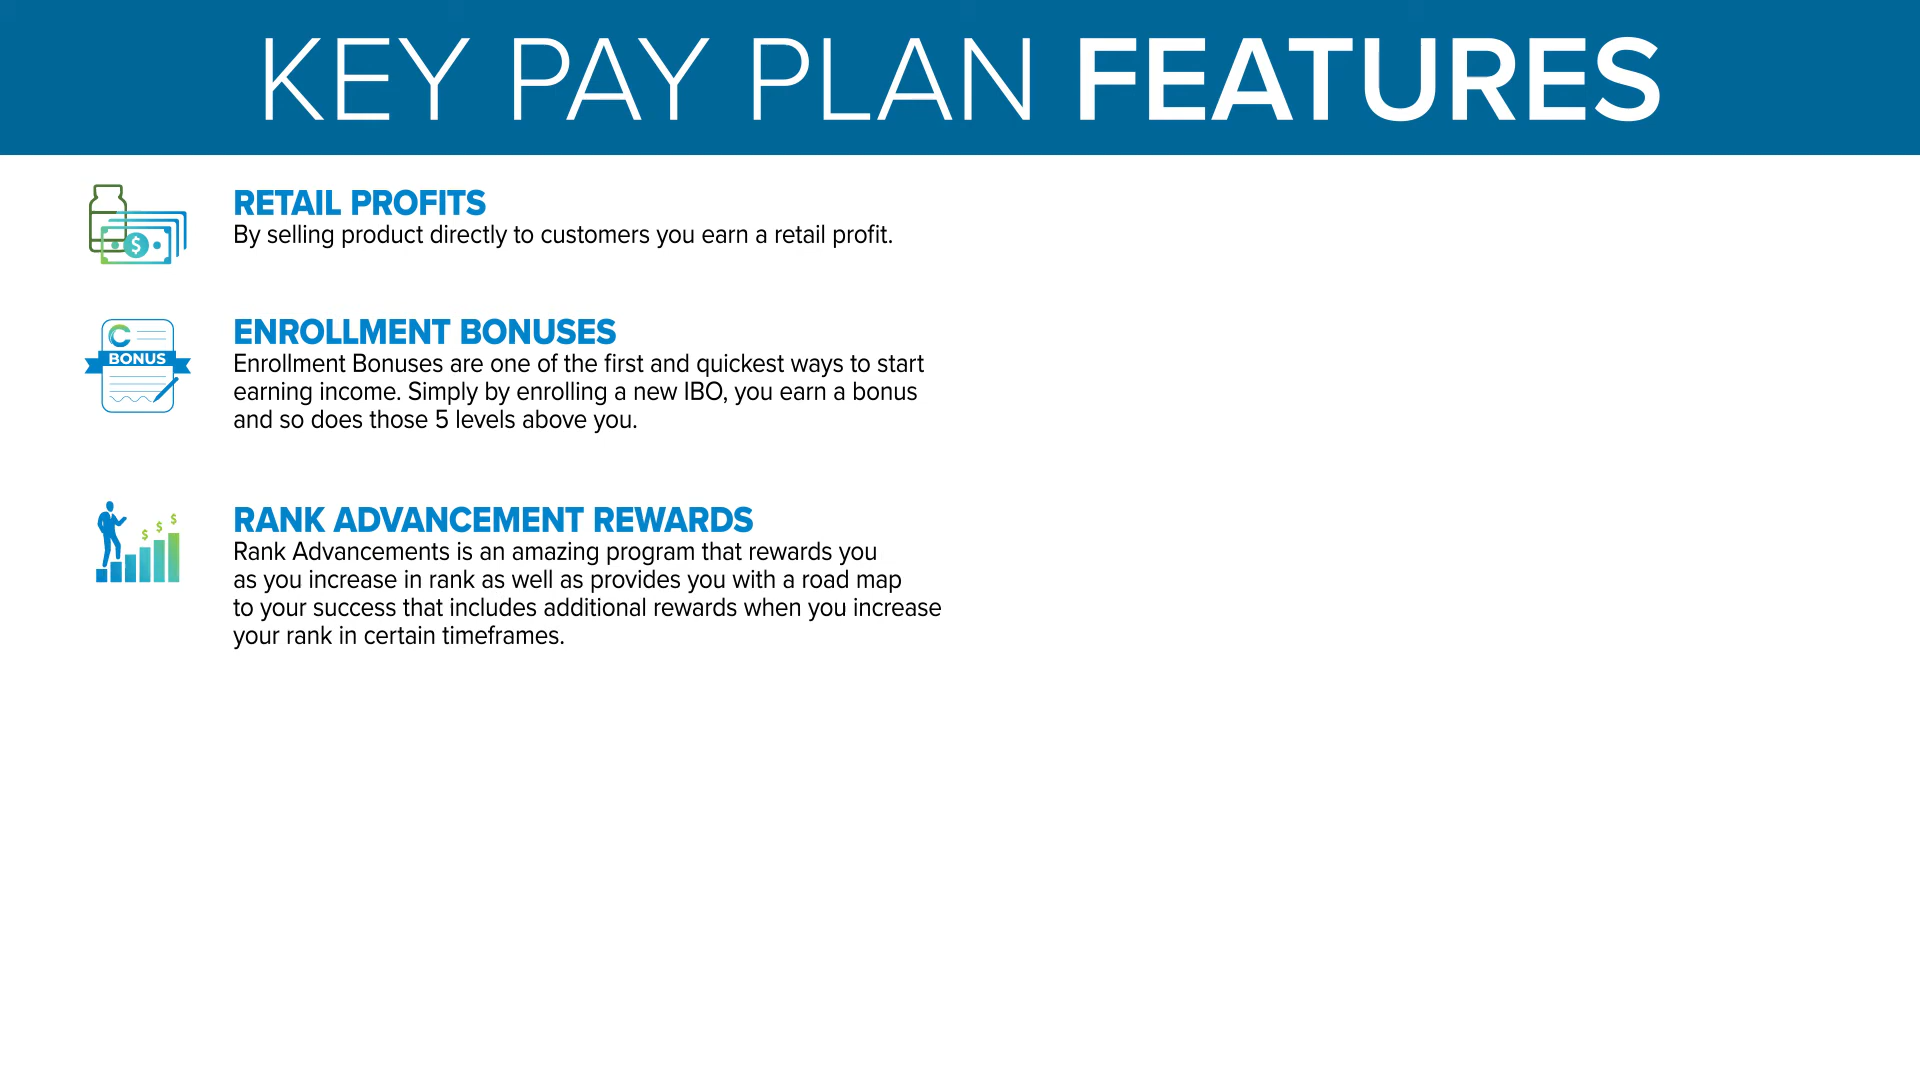 KEY PAY PLAN FEATURES
RETAIL PROFITS
By selling product directly to customers you earn a retail profit.
C
BONUS
ENROLLMENT BONUSES
Enrollment Bonuses are one of the first and quickest ways to start
earning income. Simply by enrolling a new IBO, you earn a bonus
and so does those 5 levels above you.
RANK ADVANCEMENT REWARDS
Rank Advancements is an amazing program that rewards you
as you increase in rank as well as provides you with a road map
to your success that includes additional rewards when you increase
your rank in certain timeframes.